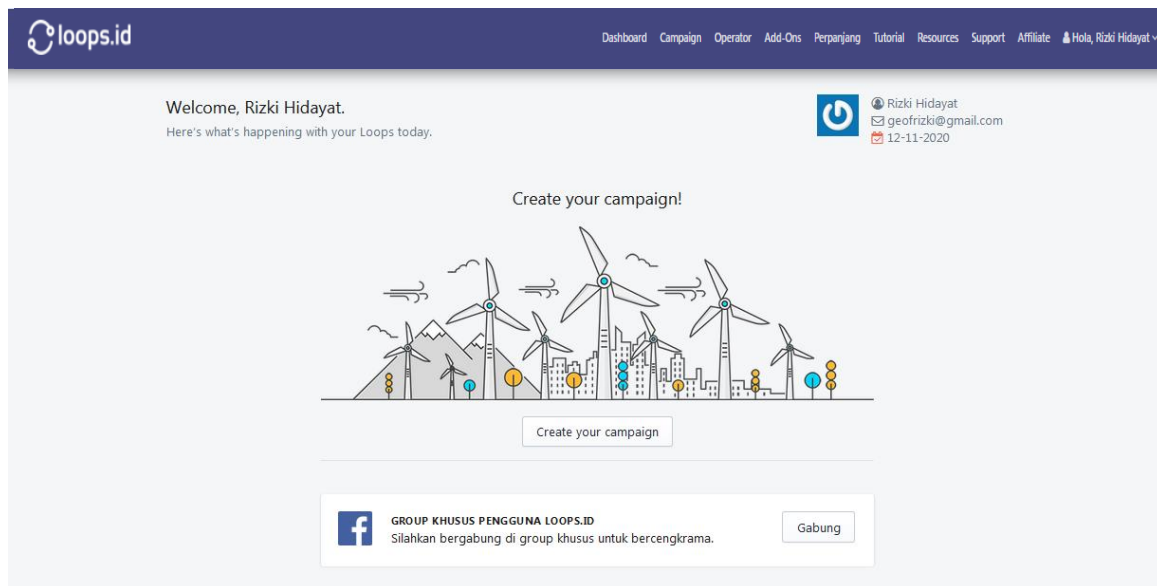 loops.id
Dashboard Campaign Operator Add-Ons Perpanjang Tutorial Resources Support Affiliate Hola, Rizki Hidayat
Welcome, Rizki Hidayat.
Here's what's happening with your Loops today.
Rizki Hidayat
geofrizki@gmail.com
12-11-2020
Create your campaign!
Create your campaign
GROUP KHUSUS PENGGUNA LOOPS.ID
Silahkan bergabung di group khusus untuk bercengkrama.
Gabung